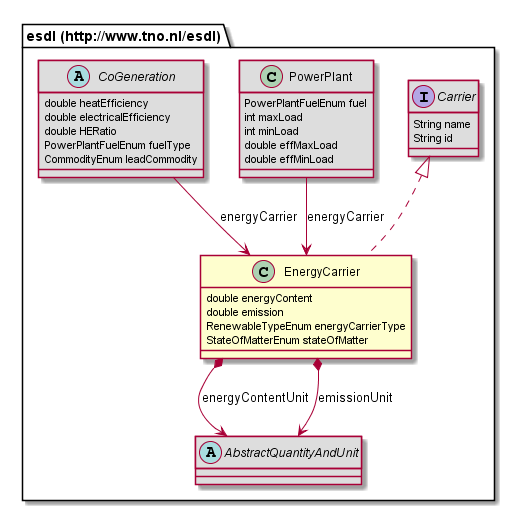 esdl (http://www.tno.nl/esdl)
A CoGeneration
double heatEfficiency
double electricalEfficiency
double HERatio
PowerPlantFuelEnum fuelType
CommodityEnum leadCommodity
C PowerPlant
PowerPlantFuelEnum fuel
int maxLoad
int minLoad
double effMaxLoad
double effMinLoad
I Carrier
String name
String id
energyCarrier
energyCarrier
C EnergyCarrier
double energyContent
double emission
RenewableTypeEnum energyCarrierType
StateOfMatterEnum stateOfMatter
energyContentUnit
emissionUnit
A AbstractQuantityAndUnit